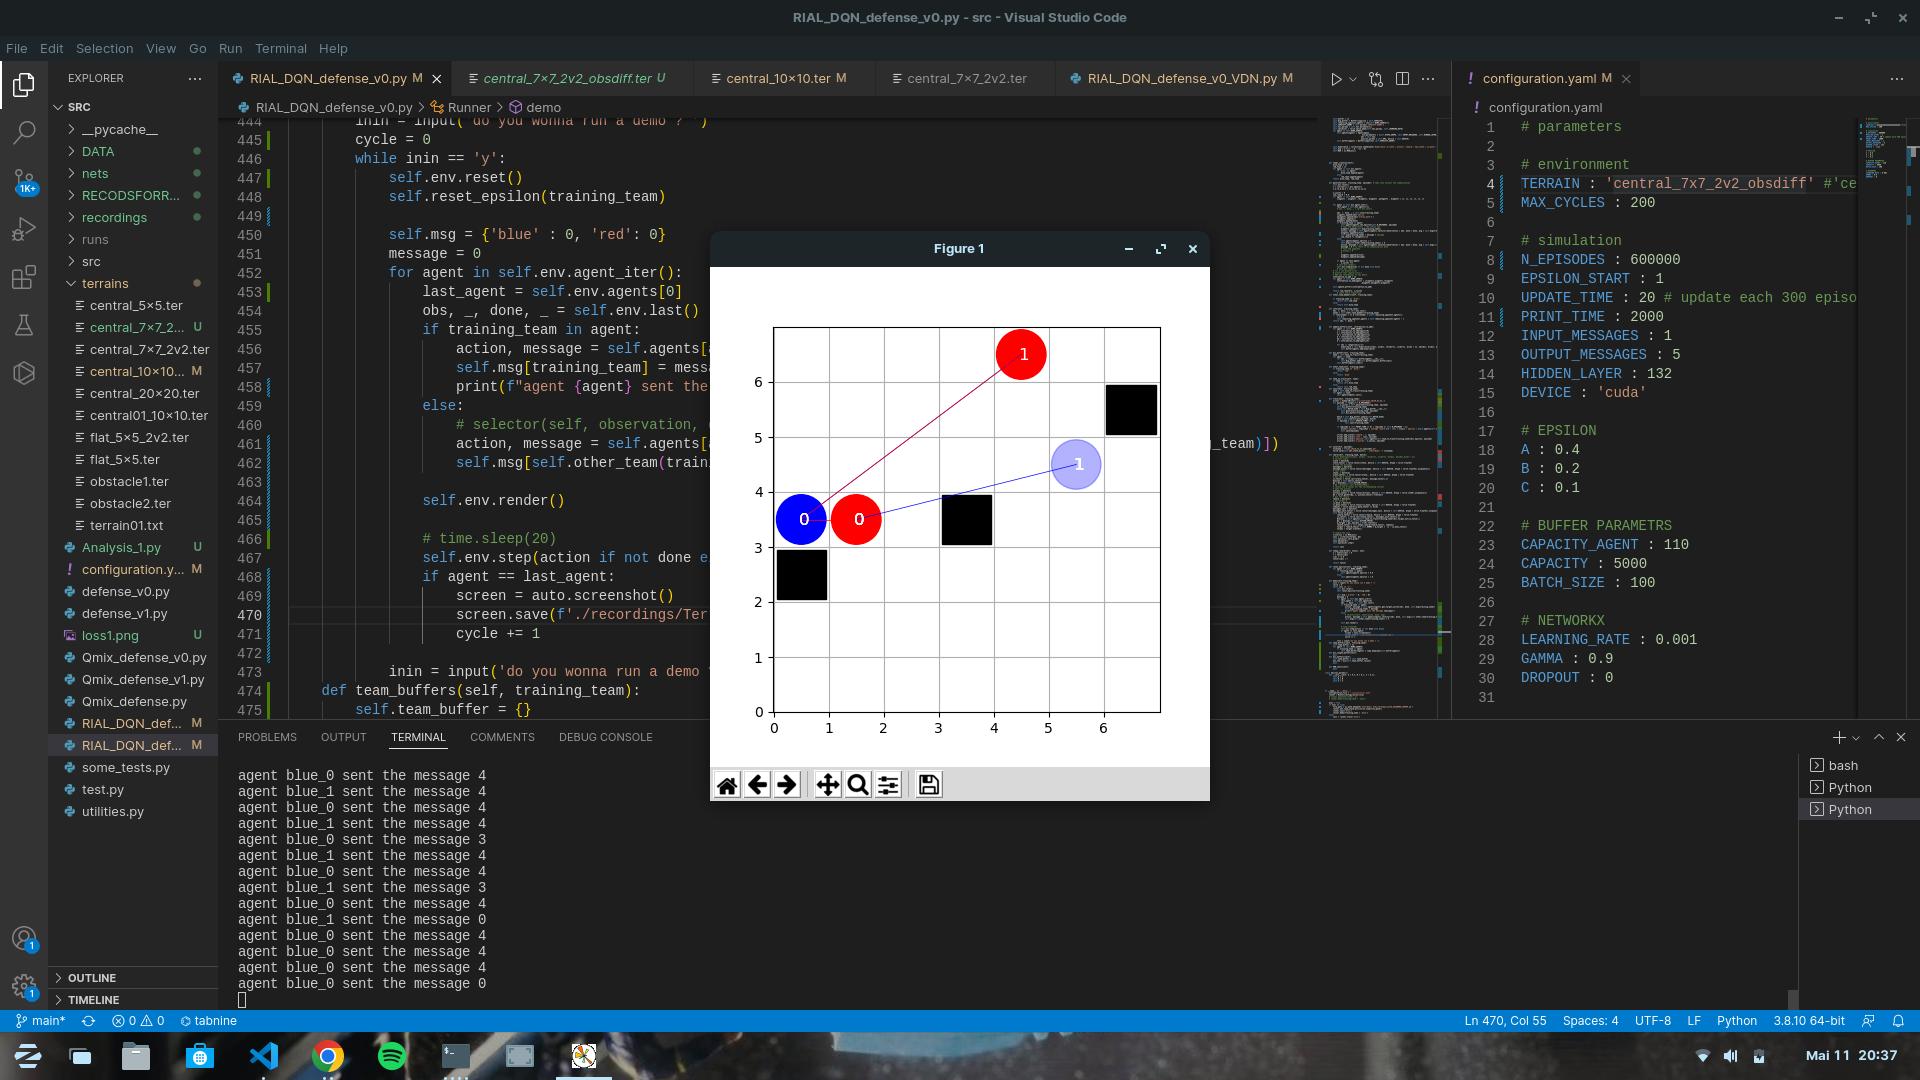 RIAL_DQN_defense_v0.py - src - Visual Studio Code
File Edit Selection View Go Run Terminal Help
EXPLORER
SRC
__pycache__
DATA
nets
RECODSFORR...
recordings
runs
src
terrains
central_5×5.ter
central_7×7_2... U
central_7×7_2v2.ter
central_10×10... M
central_20×20.ter
central01_10×10.ter
flat_5×5_2v2.ter
flat_5×5.ter
obstacle1.ter
obstacle2.ter
terrain01.txt
Analysis_1.py U
configuration.y... M
defense_v0.py
defense_v1.py
loss1.png U
Qmix_defense_v0.py
Qmix_defense_v1.py
Qmix_defense.py
RIAL_DQN_def... M
RIAL_DQN_def... M
some_tests.py
test.py
utilities.py
OUTLINE
TIMELINE
1K+
1
1
RIAL_DQN_defense_v0.py M central_7×7_2v2_obsdiff.ter U central_10×10.ter M central_7×7_2v2.ter RIAL_DQN_defense_v0_VDN.py M
RIAL_DQN_defense_v0.py > Runner > demo
444 inin = input('do you wonna run a demo ? ')
445 cycle = 0
446 while inin == 'y':
447 self.env.reset()
448 self.reset_epsilon(training_team)
449
450 self.msg = {'blue' : 0, 'red': 0}
451 message = 0
452 for agent in self.env.agent_iter():
453 last_agent = self.env.agents[0]
454 obs, _, done, _ = self.env.last()
455 if training_team in agent:
456 action, message = self.agents[
457 self.msg[training_team] = mess
458 print(f"agent {agent} sent the
459 else:
460 # selector(self, observation,
461 action, message = self.agents[ g_team)])
462 self.msg[self.other_team(train
463
464 self.env.render()
465
466 # time.sleep(20)
467 self.env.step(action if not done e
468 if agent == last_agent:
469 screen = auto.screenshot()
470 screen.save(f'./recordings/Ter
471 cycle += 1
472
473 inin = input('do you wonna run a demo
474 def team_buffers(self, training_team):
475 self.team_buffer = {}
Figure 1
6
5
4
3
2
1
0
0 1 2 3 4 5 6
1
1
0
0
configuration.yaml M
configuration.yaml
1 # parameters
2
3 # environment
4 TERRAIN : 'central_7x7_2v2_obsdiff' #'ce
5 MAX_CYCLES : 200
6
7 # simulation
8 N_EPISODES : 600000
9 EPSILON_START : 1
10 UPDATE_TIME : 20 # update each 300 episo
11 PRINT_TIME : 2000
12 INPUT_MESSAGES : 1
13 OUTPUT_MESSAGES : 5
14 HIDDEN_LAYER : 132
15 DEVICE : 'cuda'
16
17 # EPSILON
18 A : 0.4
19 B : 0.2
20 C : 0.1
21
22 # BUFFER PARAMETRS
23 CAPACITY_AGENT : 110
24 CAPACITY : 5000
25 BATCH_SIZE : 100
26
27 # NETWORKX
28 LEARNING_RATE : 0.001
29 GAMMA : 0.9
30 DROPOUT : 0
31
PROBLEMS OUTPUT TERMINAL COMMENTS DEBUG CONSOLE
agent blue_0 sent the message 4
agent blue_1 sent the message 4
agent blue_0 sent the message 4
agent blue_1 sent the message 4
agent blue_0 sent the message 3
agent blue_1 sent the message 4
agent blue_0 sent the message 4
agent blue_1 sent the message 3
agent blue_0 sent the message 4
agent blue_1 sent the message 0
agent blue_0 sent the message 4
agent blue_0 sent the message 4
agent blue_0 sent the message 4
agent blue_0 sent the message 0
bash
Python
Python
main* 0 0 tabnine Ln 470, Col 55 Spaces: 4 UTF-8 LF Python 3.8.10 64-bit
Mai 11 20:37